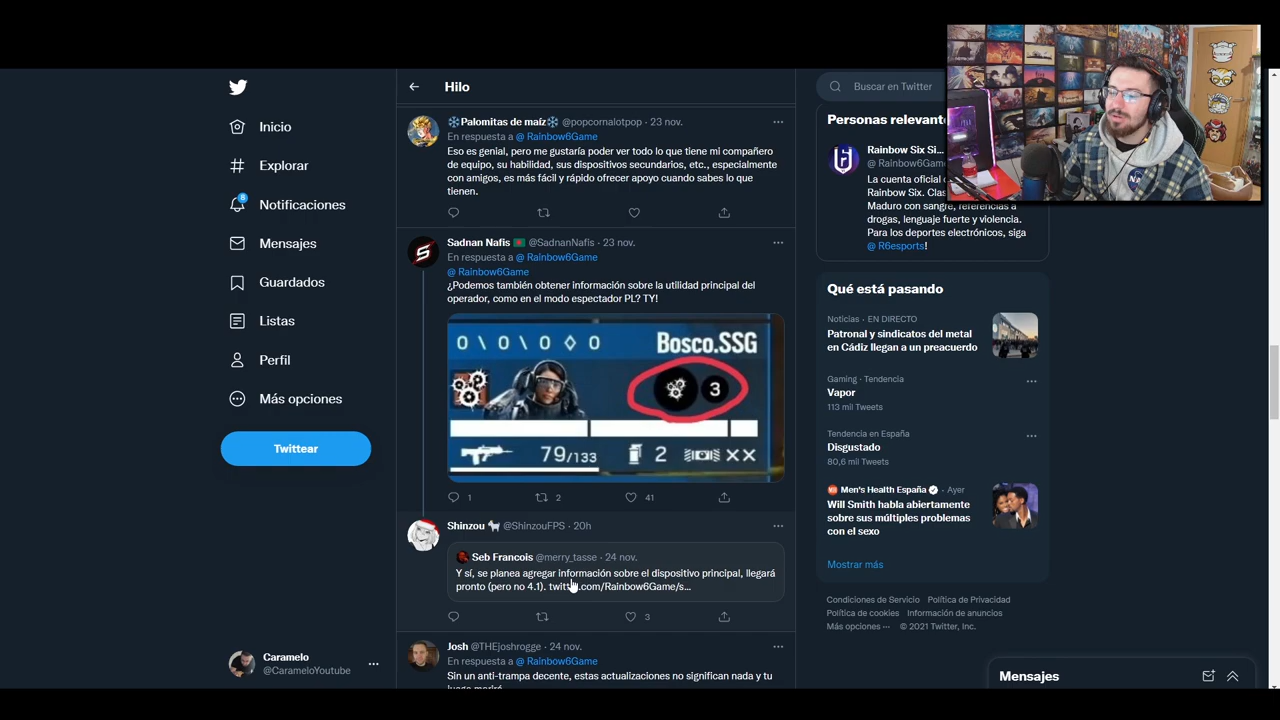 Inicio
Explorar
8
Notificaciones
Mensajes
Guardados
Listas
Perfil
Más opciones
Twittear
Caramelo
@CarameloYoutube
Hilo
❄Palomitas de maíz❄ @popcornalotpop · 23 nov.
En respuesta a @ Rainbow6Game
Eso es genial, pero me gustaría poder ver todo lo que tiene mi compañero
de equipo, su habilidad, sus dispositivos secundarios, etc., especialmente
con amigos, es más fácil y rápido ofrecer apoyo cuando sabes lo que
tienen.
Sadnan Nafis 🇧🇩 @SadnanNafis · 23 nov.
En respuesta a @ Rainbow6Game
@ Rainbow6Game
¿Podemos también obtener información sobre la utilidad principal del
operador, como en el modo espectador PL? TY!
0 \ 0 \ 0 ◇ 0 Bosco.SSG
3
79/133 2 XX
1 2 41
Shinzou 🐐 @ShinzouFPS · 20h
Seb Francois @merry_tasse · 24 nov.
Y sí, se planea agregar información sobre el dispositivo principal, llegará
pronto (pero no 4.1). twitter.com/Rainbow6Game/s...
3
Josh @THEjoshrogge · 24 nov.
En respuesta a @ Rainbow6Game
Sin un anti-trampa decente, estas actualizaciones no significan nada y tu
juego morirá
Buscar en Twitter
Personas relevant
Rainbow Six Si...
@ Rainbow6Gam
La cuenta oficial
Rainbow Six. Clas
Maduro con sangre, referencias a
drogas, lenguaje fuerte y violencia.
Para los deportes electrónicos, siga
@ R6esports!
Qué está pasando
Noticias · EN DIRECTO
Patronal y sindicatos del metal
en Cádiz llegan a un preacuerdo
Gaming · Tendencia
Vapor
113 mil Tweets
Tendencia en España
Disgustado
80,6 mil Tweets
Men's Health España · Ayer
Will Smith habla abiertamente
sobre sus múltiples problemas
con el sexo
Mostrar más
Condiciones de Servicio Política de Privacidad
Política de cookies Información de anuncios
Más opciones ··· © 2021 Twitter, Inc.
Mensajes